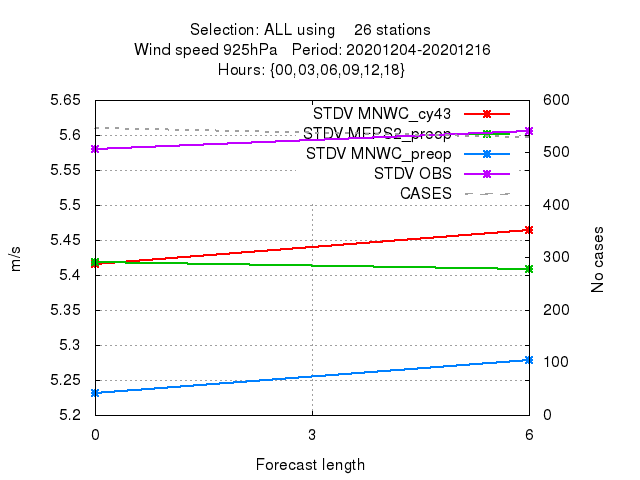 Selection: ALL using 26 stations
Wind speed 925hPa Period: 20201204-20201216
Hours: {00,03,06,09,12,18}
5.65
5.6
5.55
5.5
5.45
5.4
5.35
5.3
5.25
5.2
600
500
400
300
200
100
0
STDV MNWC_cy43
STDV MEPS2_preop
STDV MNWC_preop
STDV OBS
CASES
m/s
No cases
0
3
6
Forecast length